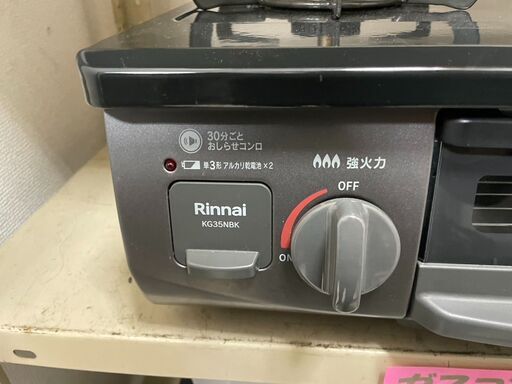 30分ごと
おしらせコンロ
単3形 アルカリ乾電池×2
強火力
OFF
Rinnai
KG35NBK